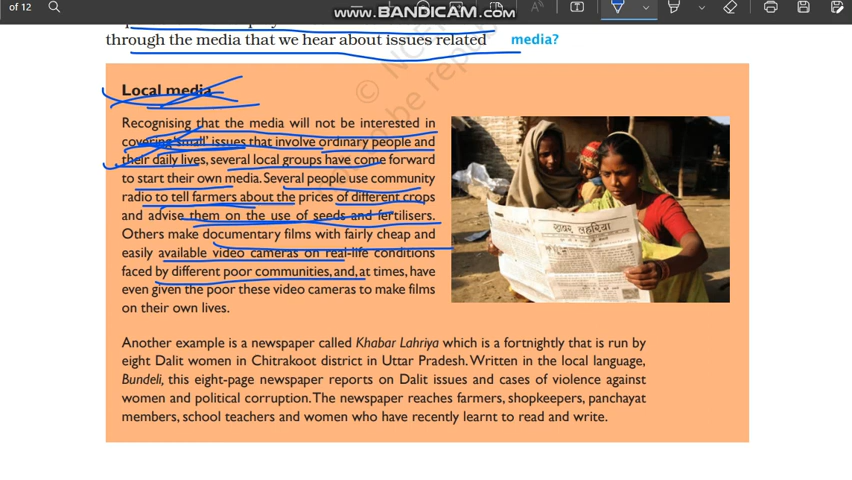 of 12
WWW.BANDICAM.COM
through the media that we hear about issues related media?
Local media
Recognising that the media will not be interested in
covering 'small' issues that involve ordinary people and
their daily lives, several local groups have come forward
to start their own media. Several people use community
radio to tell farmers about the prices of different crops
and advise them on the use of seeds and fertilisers.
Others make documentary films with fairly cheap and
easily available video cameras on real-life conditions
faced by different poor communities, and, at times, have
even given the poor these video cameras to make films
on their own lives.
खबर लहरिया
Another example is a newspaper called Khabar Lahriya which is a fortnightly that is run by
eight Dalit women in Chitrakoot district in Uttar Pradesh. Written in the local language,
Bundeli, this eight-page newspaper reports on Dalit issues and cases of violence against
women and political corruption. The newspaper reaches farmers, shopkeepers, panchayat
members, school teachers and women who have recently learnt to read and write.